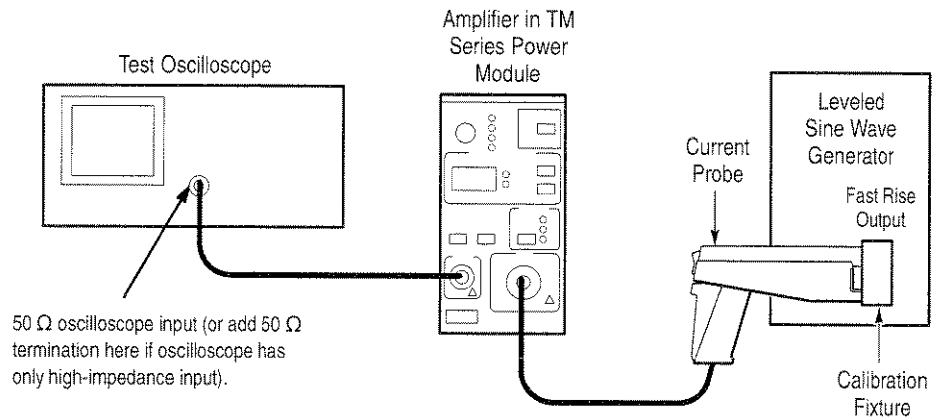 Amplifier in TM
Series Power
Module
Test Oscilloscope
Leveled
Sine Wave
Generator
Current
Probe
Fast Rise
Output
50 Ω oscilloscope input (or add 50 Ω
termination here if oscilloscope has
only high-impedance input).
Calibration
Fixture